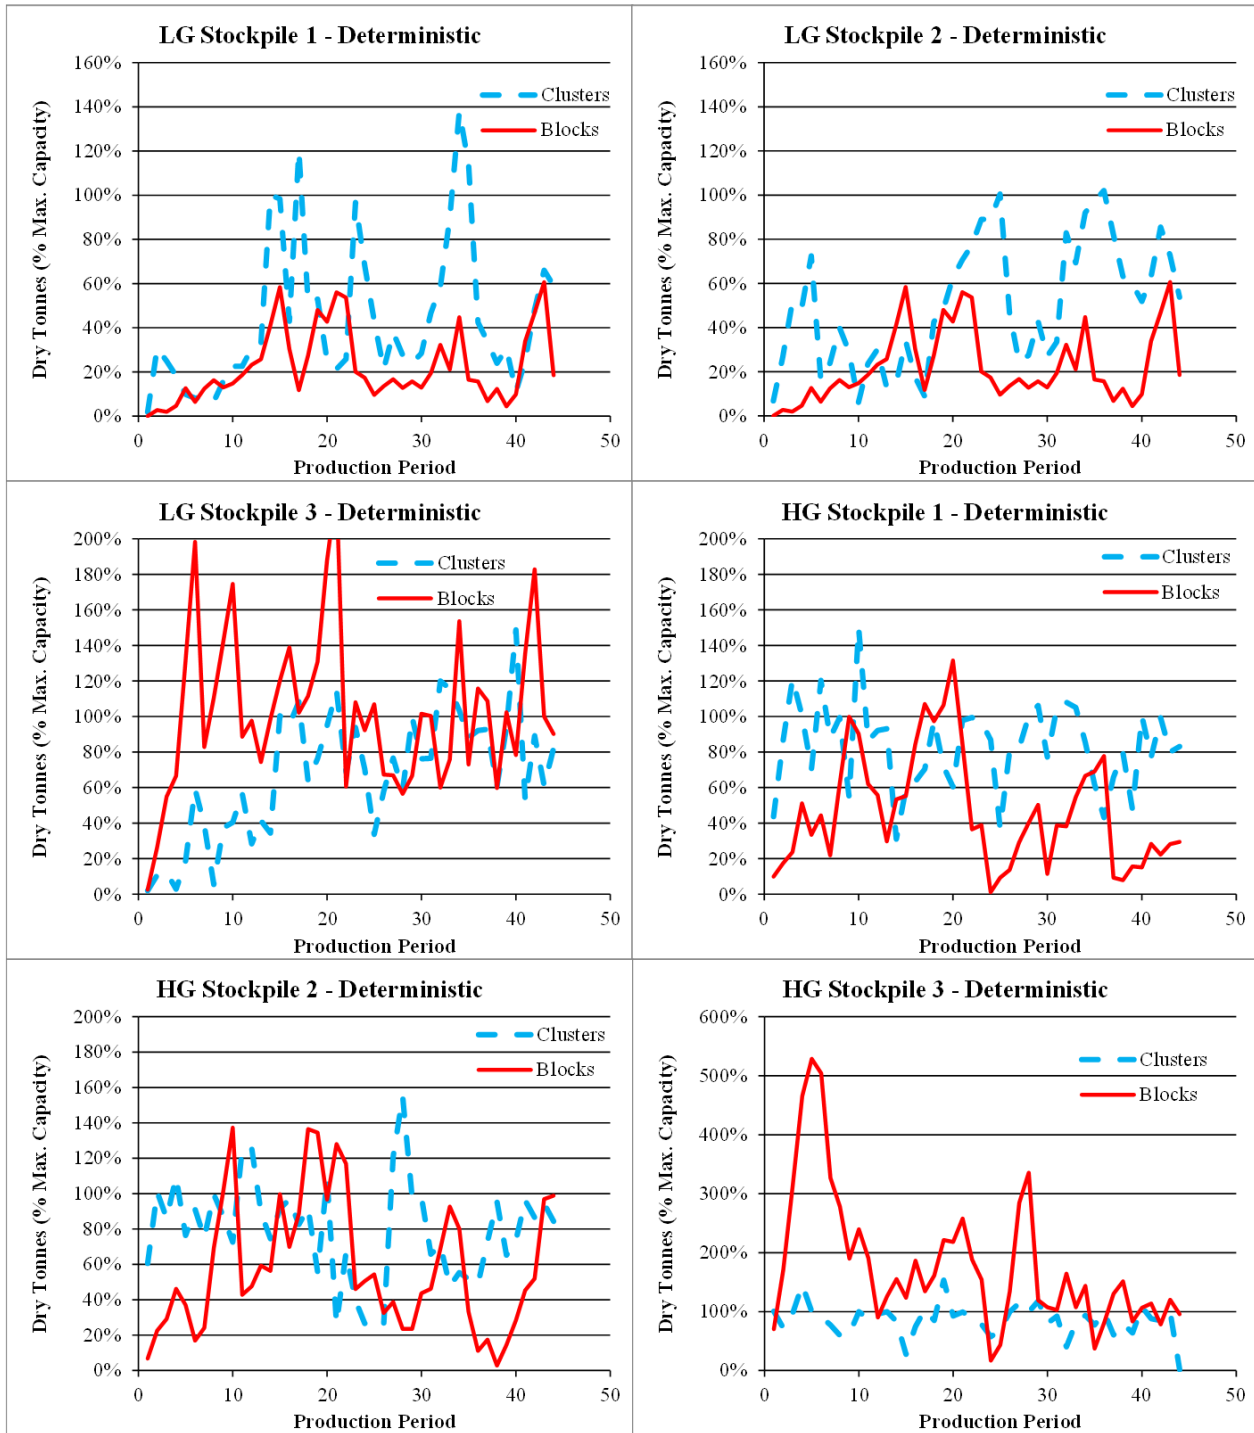 LG Stockpile 1 - Deterministic
Dry Tonnes (% Max. Capacity)
160%
140%
120%
100%
80%
60%
40%
20%
0%
Clusters
Blocks
0 10 20 30 40 50
Production Period
LG Stockpile 2 - Deterministic
Dry Tonnes (% Max. Capacity)
160%
140%
120%
100%
80%
60%
40%
20%
0%
Clusters
Blocks
0 10 20 30 40 50
Production Period
LG Stockpile 3 - Deterministic
Dry Tonnes (% Max. Capacity)
200%
180%
160%
140%
120%
100%
80%
60%
40%
20%
0%
Clusters
Blocks
0 10 20 30 40 50
Production Period
HG Stockpile 1 - Deterministic
Dry Tonnes (% Max. Capacity)
200%
180%
160%
140%
120%
100%
80%
60%
40%
20%
0%
Clusters
Blocks
0 10 20 30 40 50
Production Period
HG Stockpile 2 - Deterministic
Dry Tonnes (% Max. Capacity)
200%
180%
160%
140%
120%
100%
80%
60%
40%
20%
0%
Clusters
Blocks
0 10 20 30 40 50
Production Period
HG Stockpile 3 - Deterministic
Dry Tonnes (% Max. Capacity)
600%
500%
400%
300%
200%
100%
0%
Clusters
Blocks
0 10 20 30 40 50
Production Period